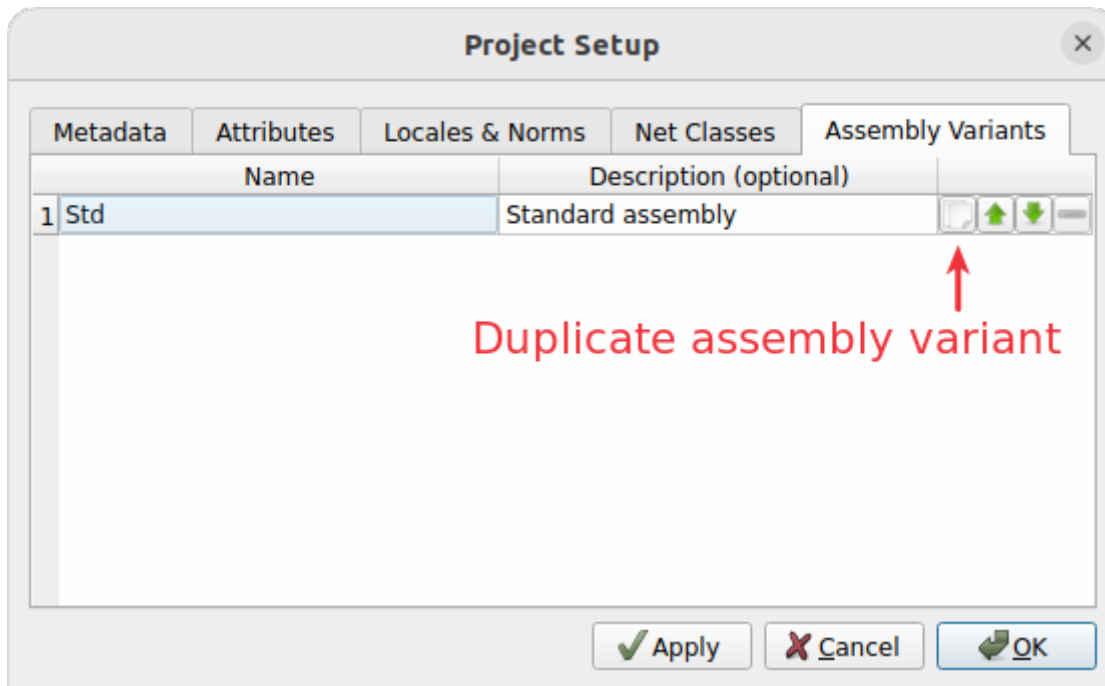 Project Setup
Metadata Attributes Locales & Norms Net Classes Assembly Variants
Name Description (optional)
1 Std Standard assembly
Duplicate assembly variant
Apply Cancel OK